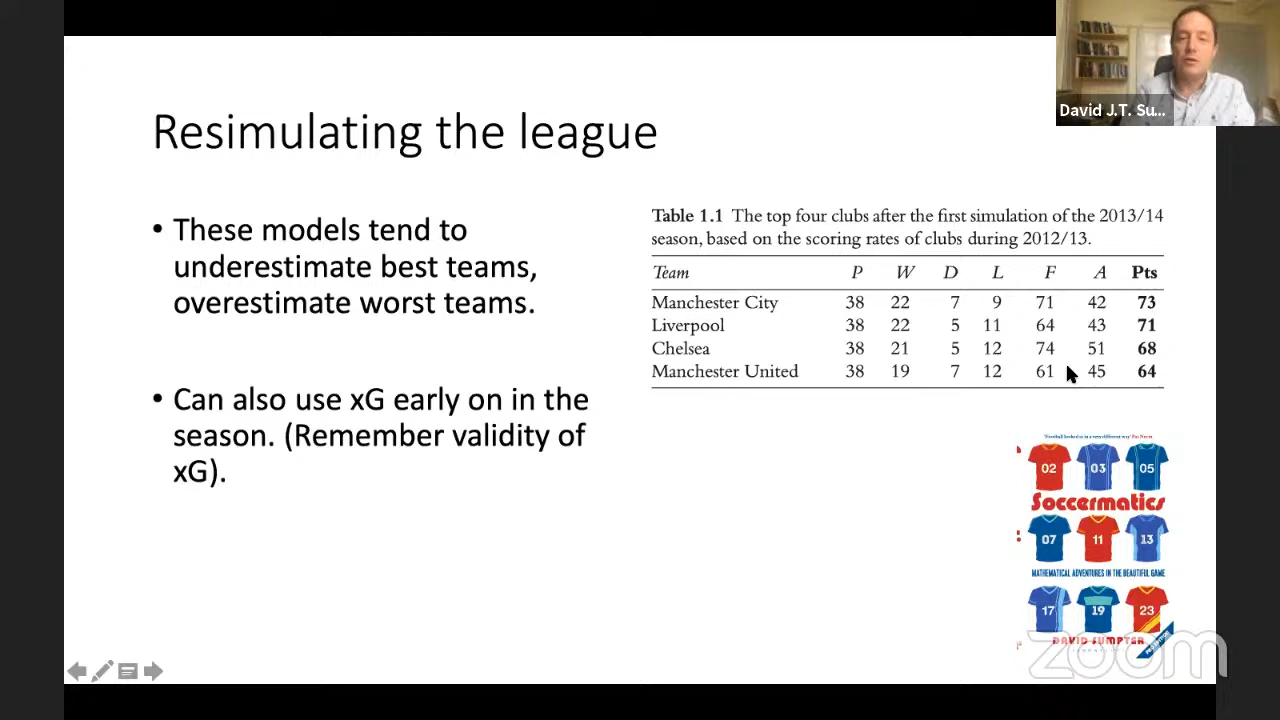 David J.T. Su...
Resimulating the league
• These models tend to
underestimate best teams,
overestimate worst teams.
• Can also use xG early on in the
season. (Remember validity of
xG).
Table 1.1 The top four clubs after the first simulation of the 2013/14
season, based on the scoring rates of clubs during 2012/13.
Team P W D L F A Pts
Manchester City 38 22 7 9 71 42 73
Liverpool 38 22 5 11 64 43 71
Chelsea 38 21 5 12 74 51 68
Manchester United 38 19 7 12 61 45 64
02 03 05
Soccermatics
07 11 13
MATHEMATICAL ADVENTURES IN THE BEAUTIFUL GAME
17 19 23
DAVID SUMPTER
zoom